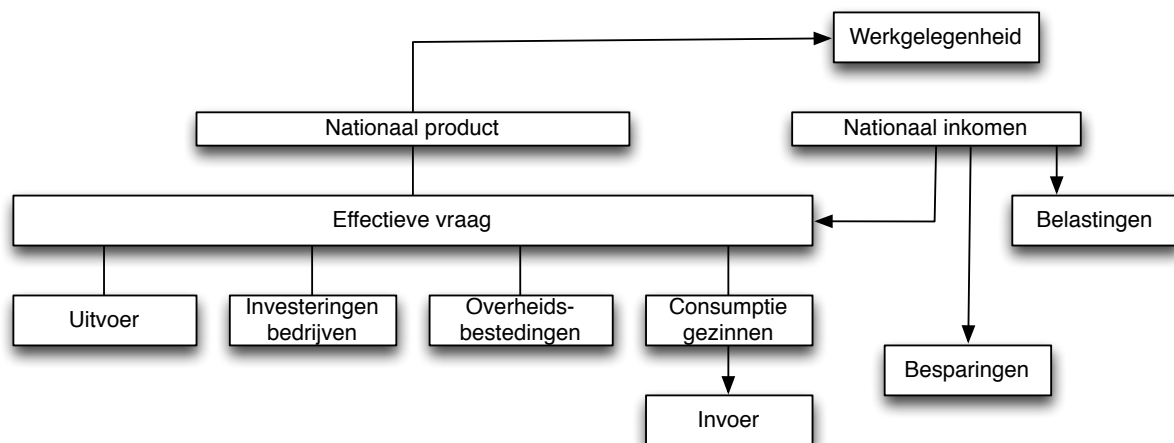 Werkgelegenheid
Nationaal product
Nationaal inkomen
Effectieve vraag
Belastingen
Uitvoer
Investeringen
bedrijven
Overheids-
bestedingen
Consumptie
gezinnen
Besparingen
Invoer